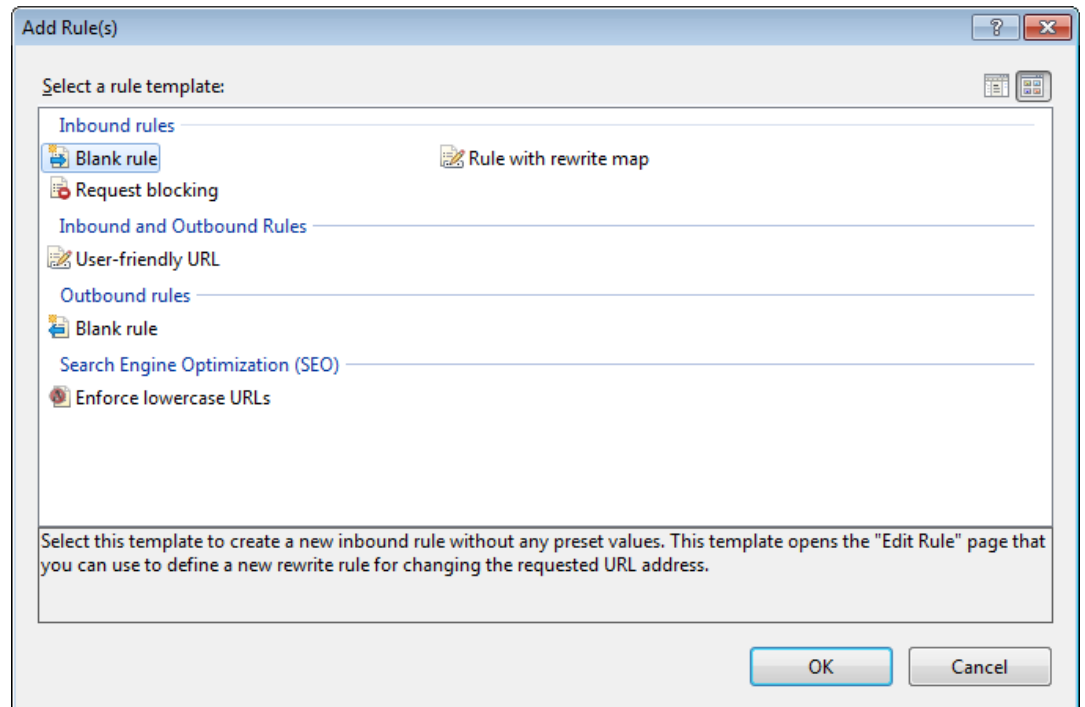 Add Rule(s)
Select a rule template:
Inbound rules
Blank rule
Rule with rewrite map
Request blocking
Inbound and Outbound Rules
User-friendly URL
Outbound rules
Blank rule
Search Engine Optimization (SEO)
Enforce lowercase URLs
Select this template to create a new inbound rule without any preset values. This template opens the "Edit Rule" page that
you can use to define a new rewrite rule for changing the requested URL address.
OK
Cancel